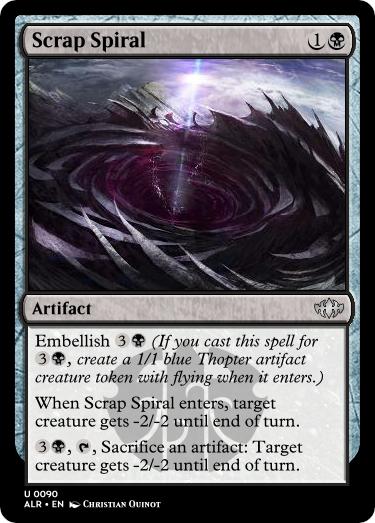 Scrap Spiral 1
Artifact
Embellish 3 (If you cast this spell for
3, create a 1/1 blue Thopter artifact
creature token with flying when it enters.)
When Scrap Spiral enters, target
creature gets -2/-2 until end of turn.
3, , Sacrifice an artifact: Target
creature gets -2/-2 until end of turn.
U 0090
ALR • EN Christian Quinot